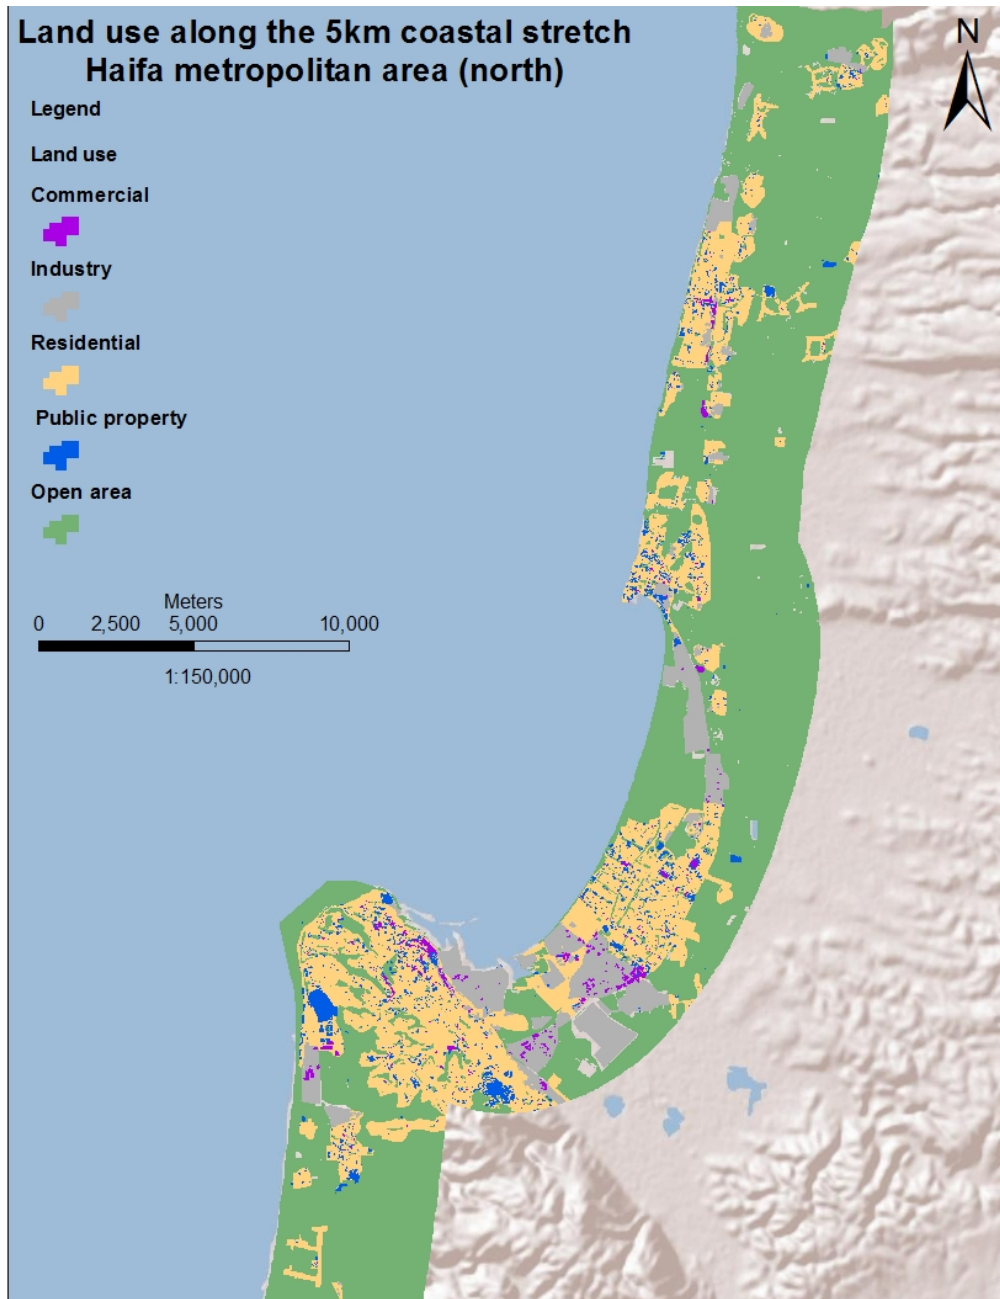 Land use along the 5km coastal stretch
Haifa metropolitan area (north)
N
Legend
Land use
Commercial
Industry
Residential
Public property
Open area
Meters
0 2,500 5,000 10,000
1:150,000